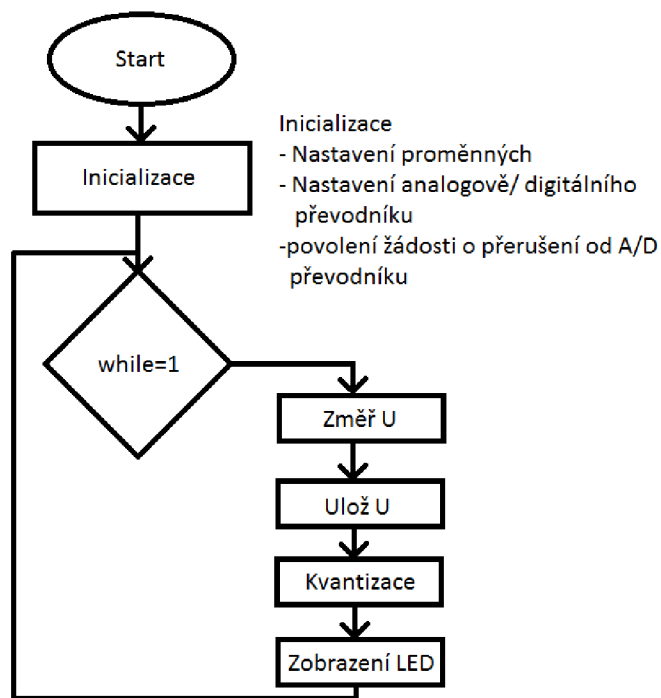 Start
Inicializace
Inicializace
- Nastavení proměnných
- Nastavení analogově/ digitálního
převodníku
-povolení žádosti o přerušení od A/D
převodníku
while=1
Změř U
Ulož U
Kvantizace
Zobrazení LED